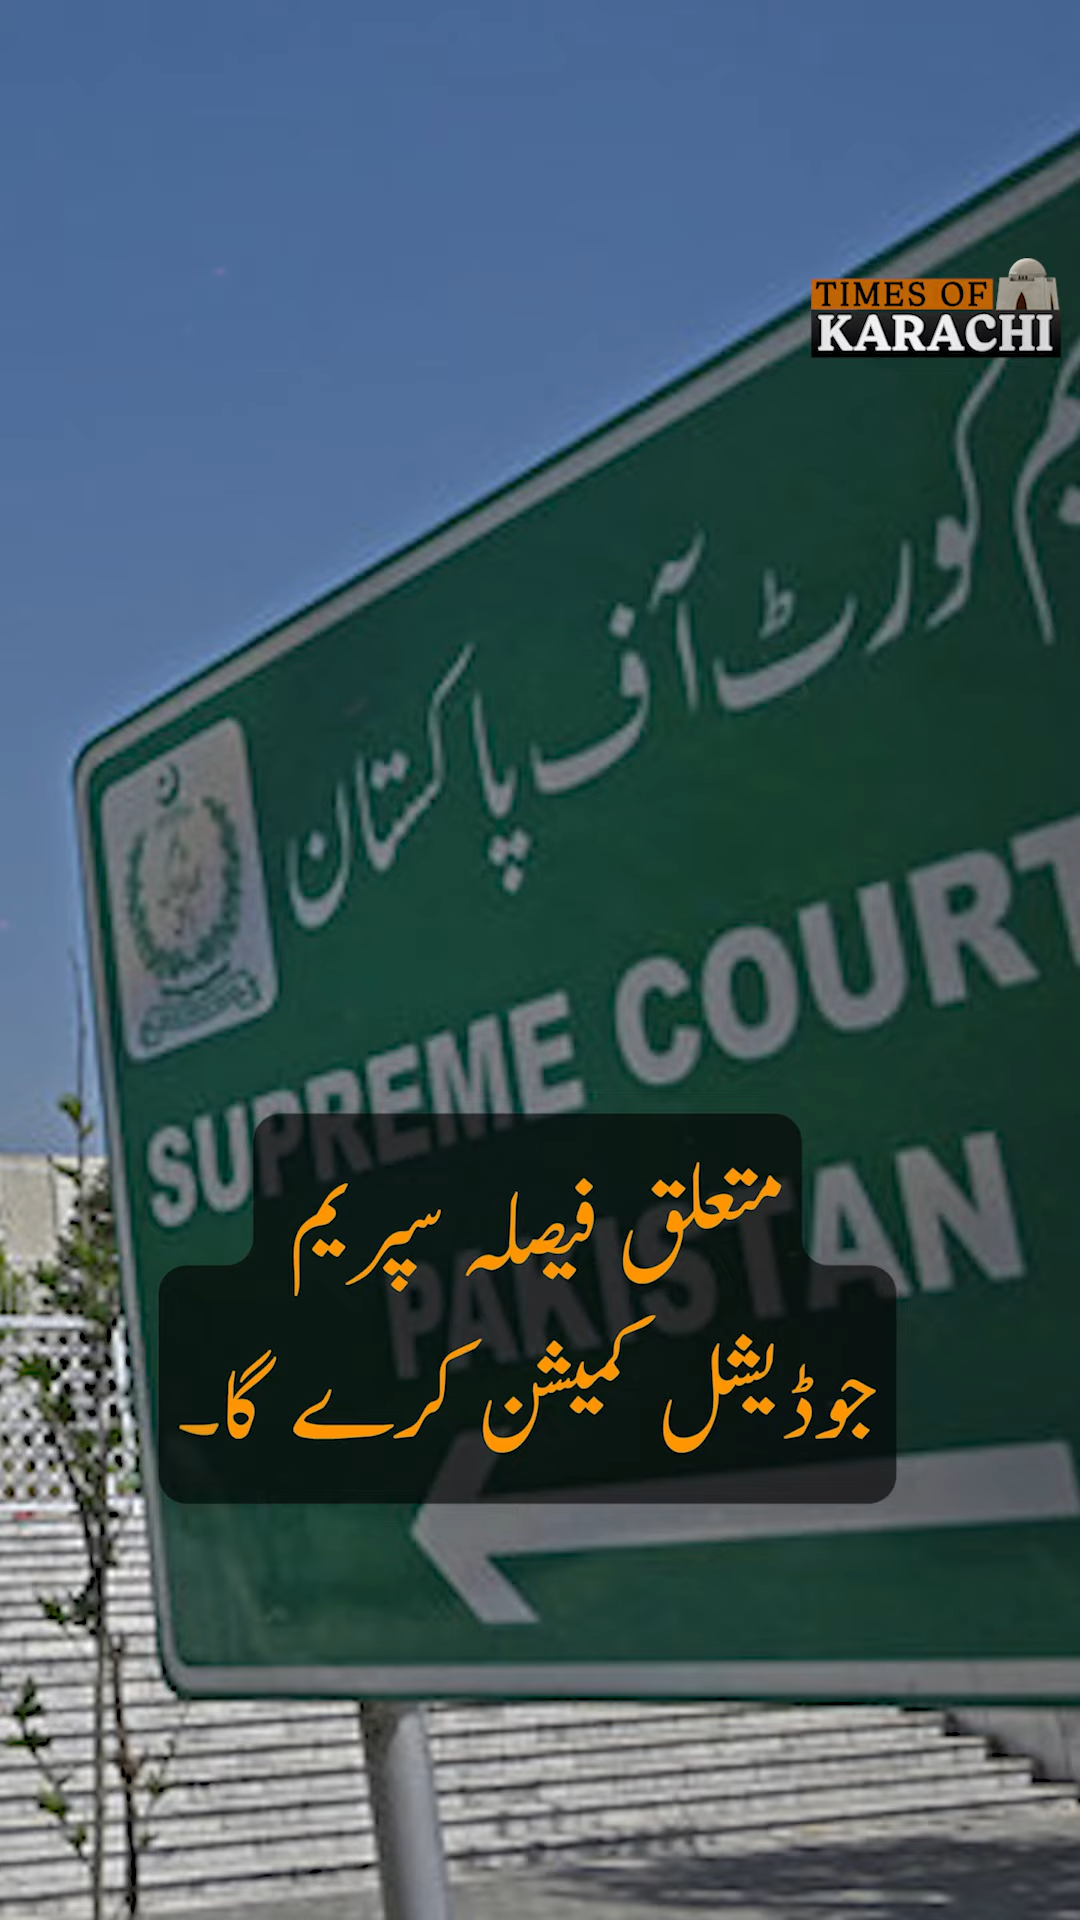 TIMES OF
KARACHI
کورٹ آف پاکستان
SUPREME COURT
PAKISTAN
متعلق فیصلہ سپریم
جوڈیشل کمیشن کرے گا۔